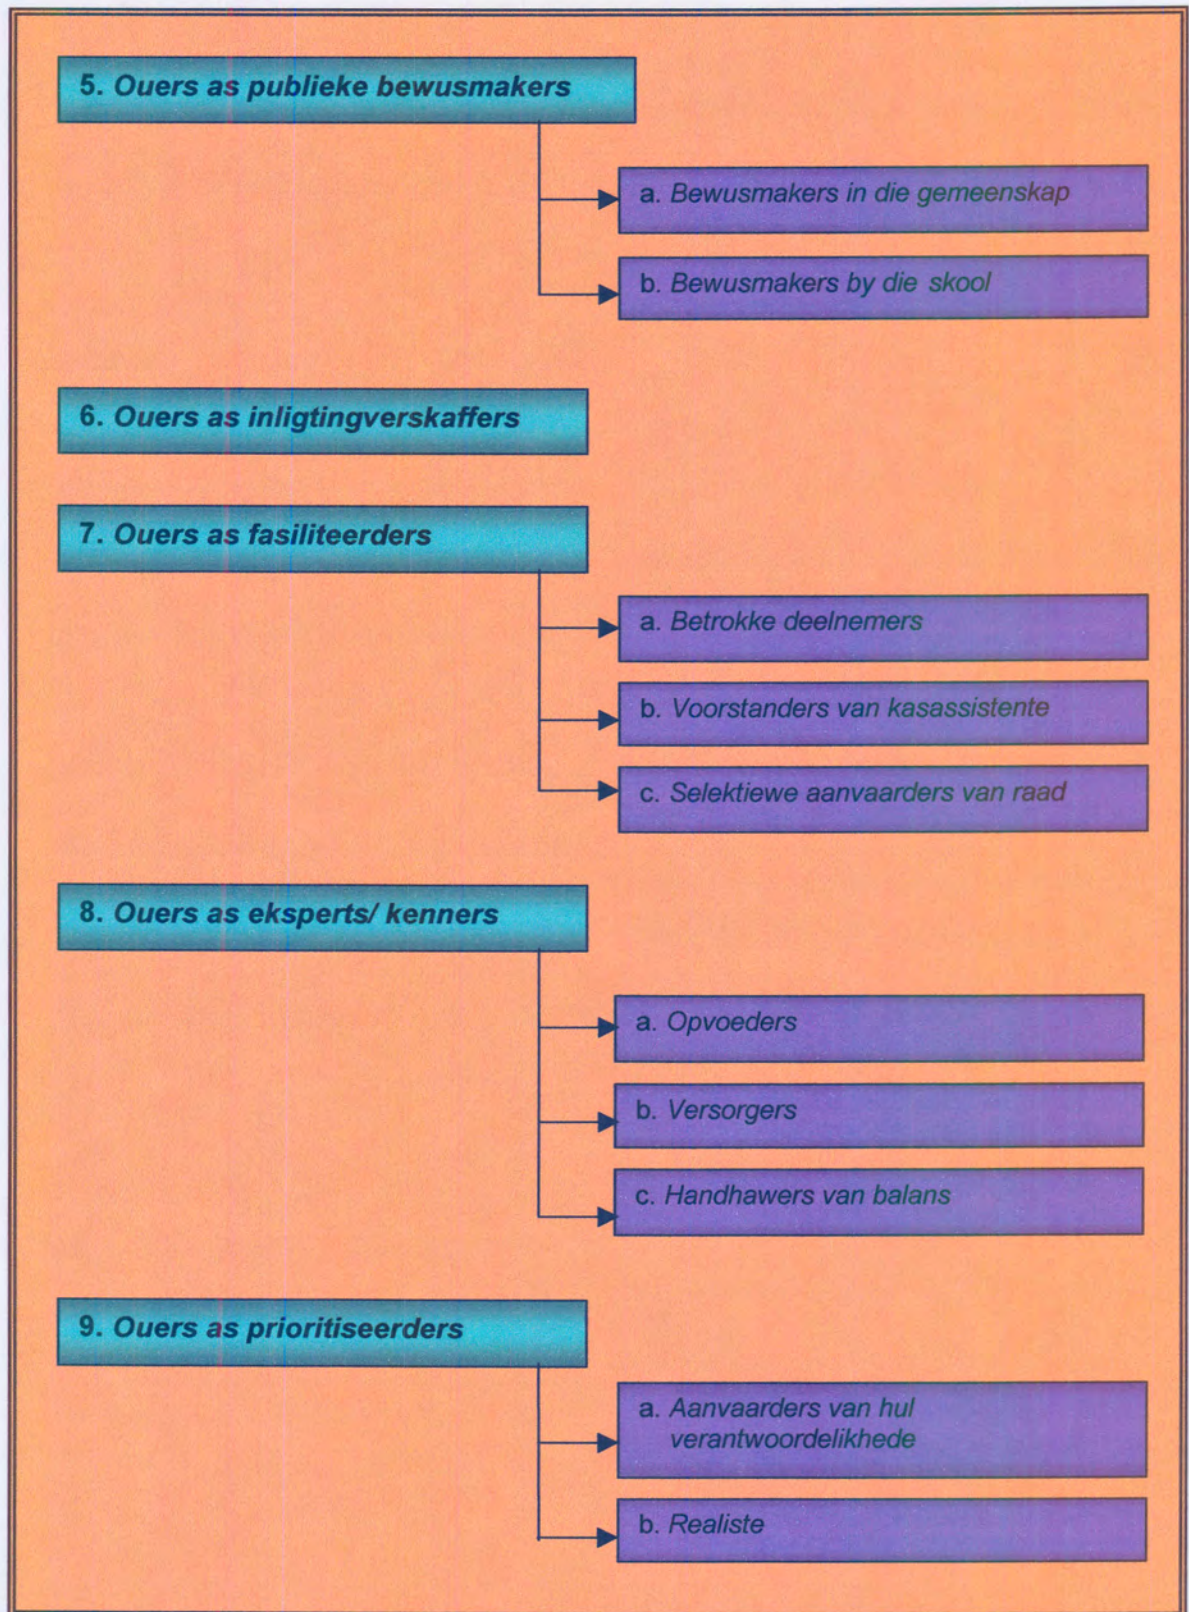 5. Ouers as publieke bewusmakers
a. Bewusmakers in die gemeenskap
b. Bewusmakers by die skool
6. Ouers as inligtingverskaffers
7. Ouers as fasiliteerders
a. Betrokke deelnemers
b. Voorstanders van kasassistente
c. Selektiewe aanvaarders van raad
8. Ouers as eksperts/ kenners
a. Opvoeders
b. Versorgers
c. Handhawers van balans
9. Ouers as prioritiseerders
a. Aanvaarders van hul
verantwoordelikhede
b. Realiste